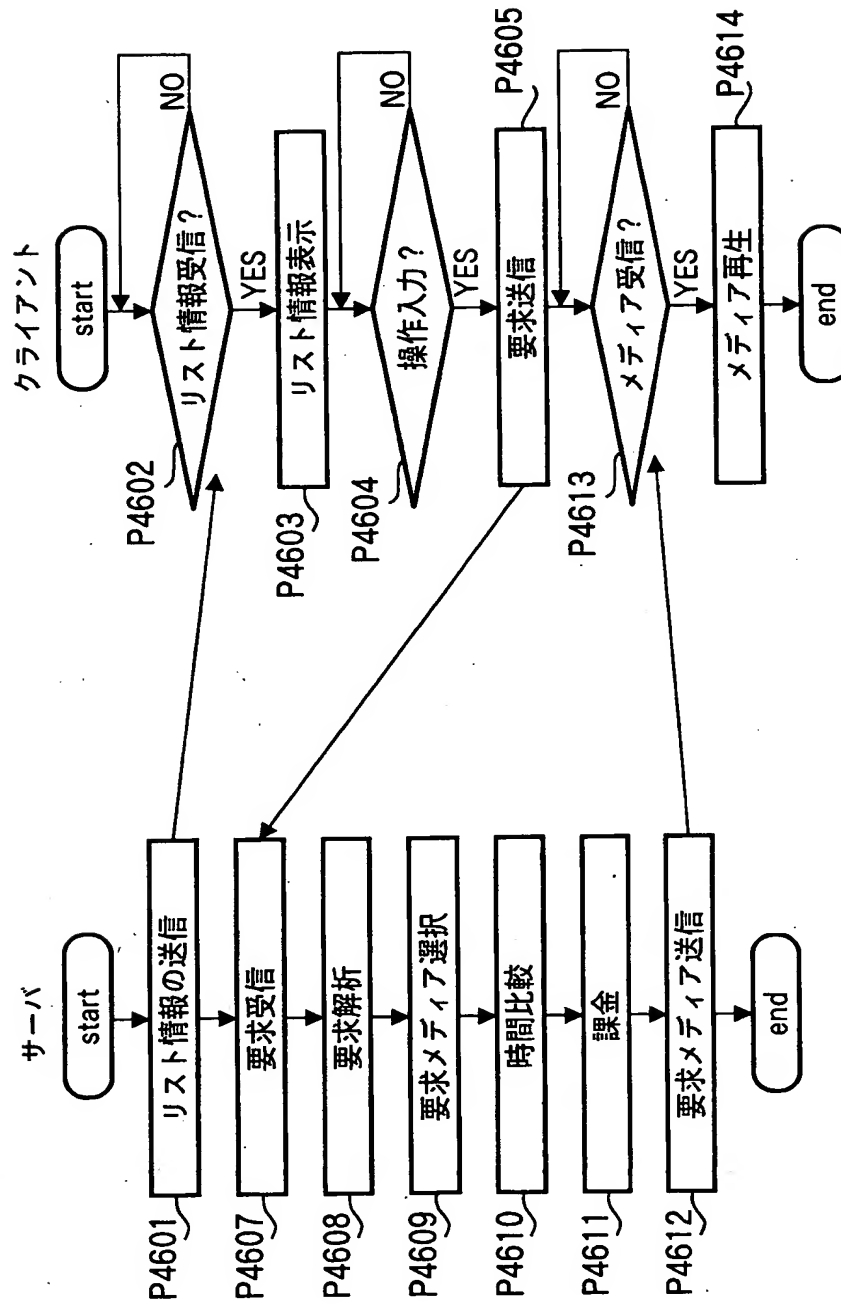 サーバ
start
P4601
リスト情報の送信
P4607
要求受信
P4608
要求解析
P4609
要求メディア選択
P4610
時間比較
P4611
課金
P4612
要求メディア送信
end
クライアント
start
P4602
リスト情報受信?
NO
YES
P4603
リスト情報表示
P4604
操作入力?
NO
YES
P4605
要求送信
P4613
メディア受信?
NO
YES
P4614
メディア再生
end